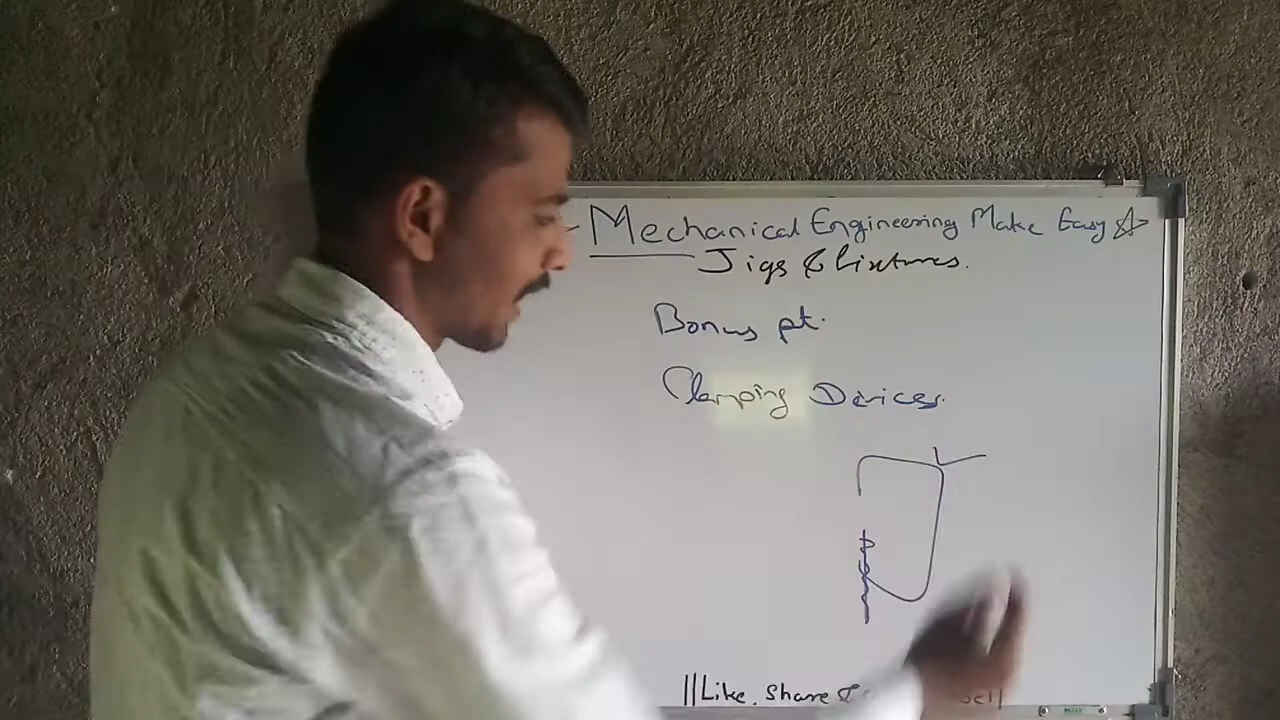 Mechanical Engineering Make Easy
Jigs & Fixtures.
Bonus pt.
Clamping Devices.
||Like, Share &